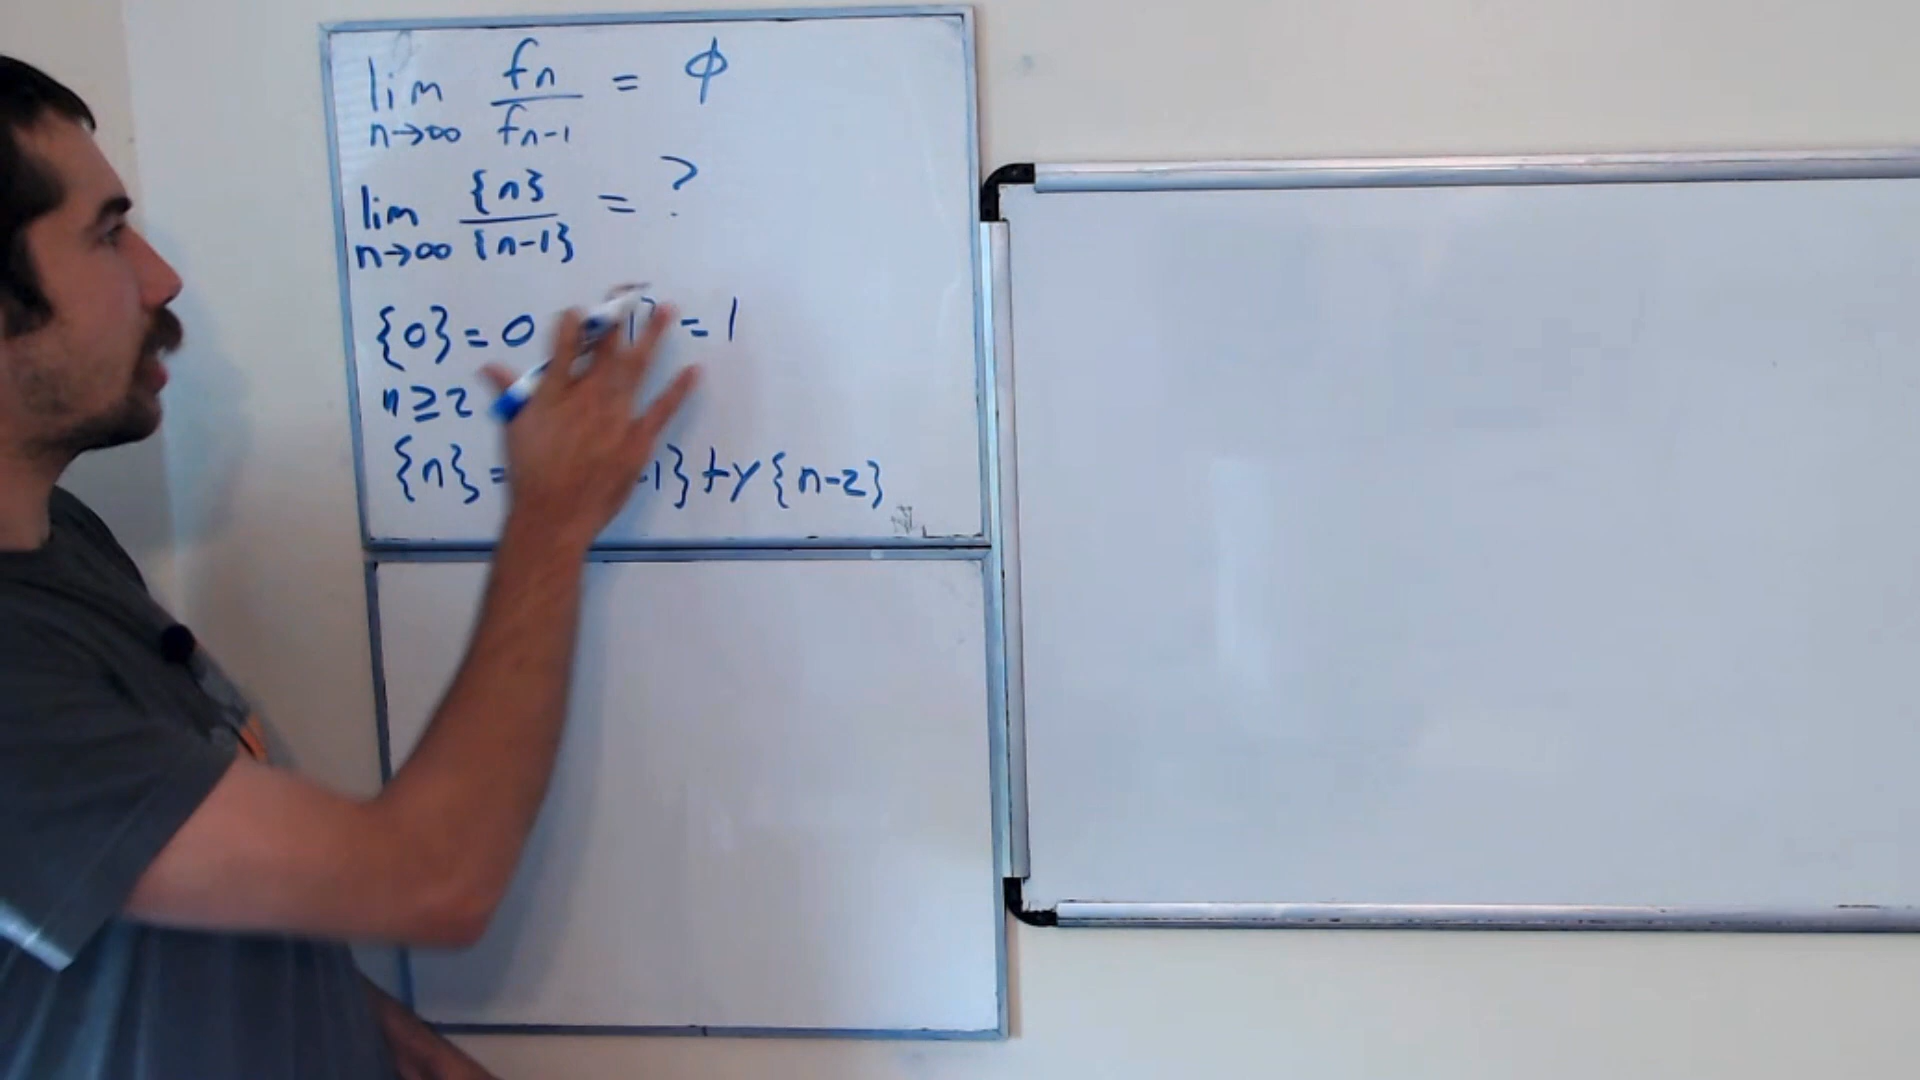 lim n→∞ fn / fn-1 = ϕ
lim n→∞ {n} / {n-1} = ?
{0} = 0 1} = 1
n ≥ 2
{n} = -1} + y {n-2}